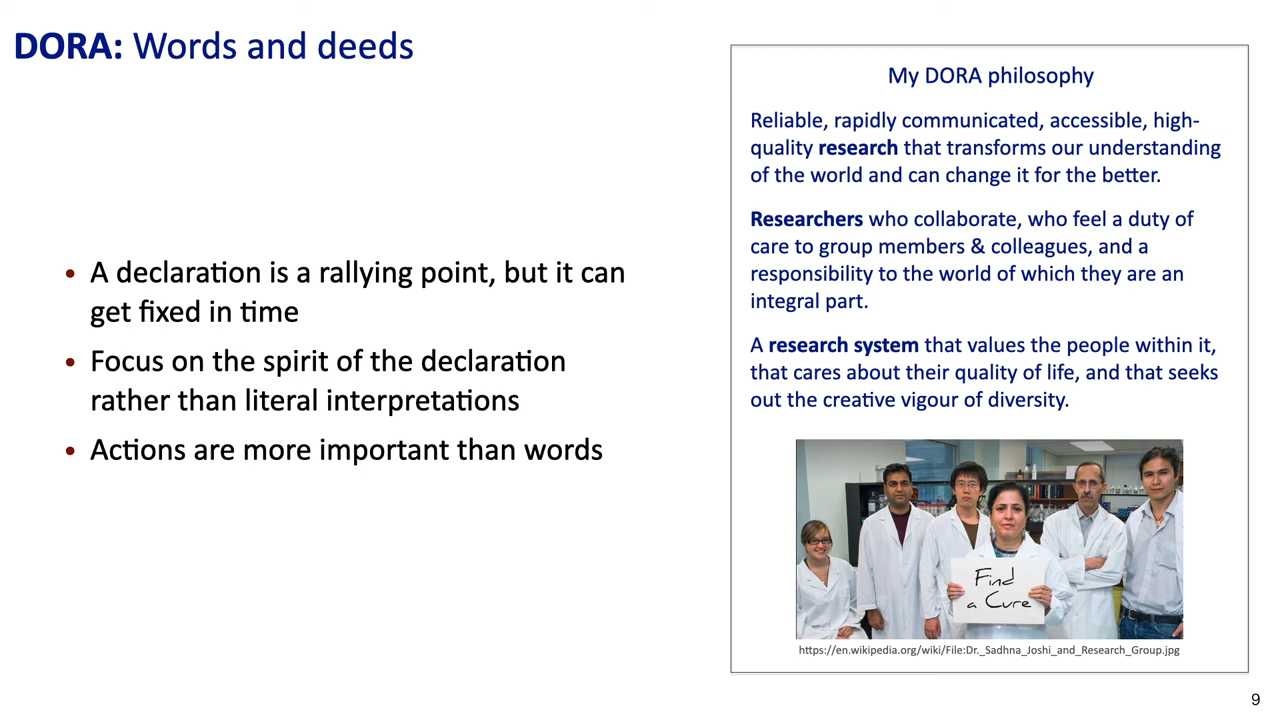 DORA: Words and deeds
• A declaration is a rallying point, but it can
get fixed in time
• Focus on the spirit of the declaration
rather than literal interpretations
• Actions are more important than words
My DORA philosophy
Reliable, rapidly communicated, accessible, high-
quality research that transforms our understanding
of the world and can change it for the better.
Researchers who collaborate, who feel a duty of
care to group members & colleagues, and a
responsibility to the world of which they are an
integral part.
A research system that values the people within it,
that cares about their quality of life, and that seeks
out the creative vigour of diversity.
Find
a Cure
https://en.wikipedia.org/wiki/File:Dr._Sadhna_Joshi_and_Research_Group.jpg
9